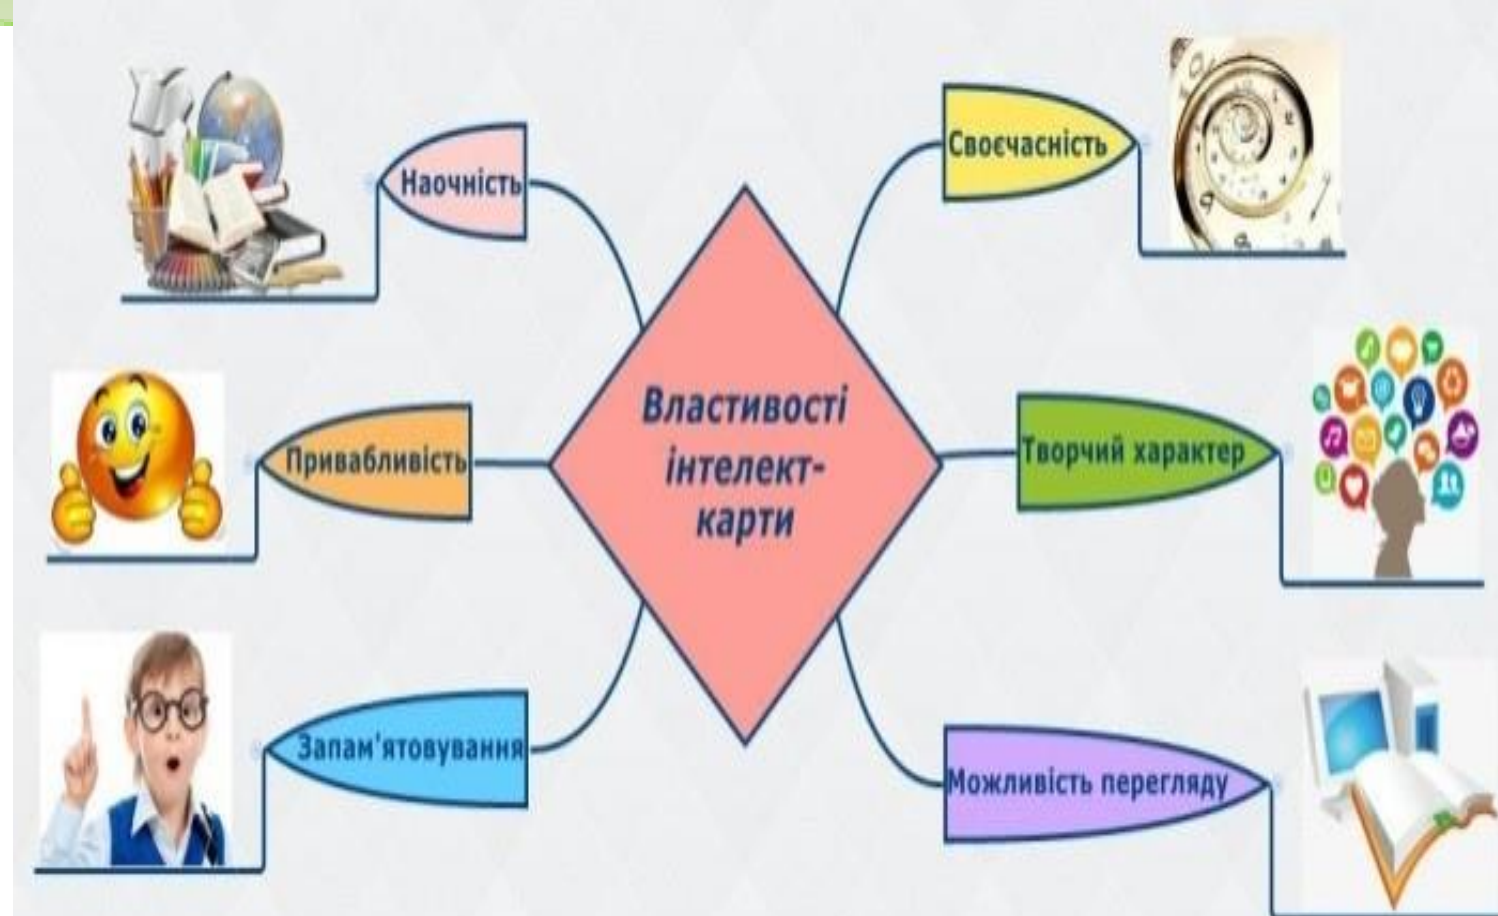 Наочність
Своєчасність
Властивості
інтелект-
карти
Привабливість
Творчий характер
Запам'ятовування
Можливість перегляду